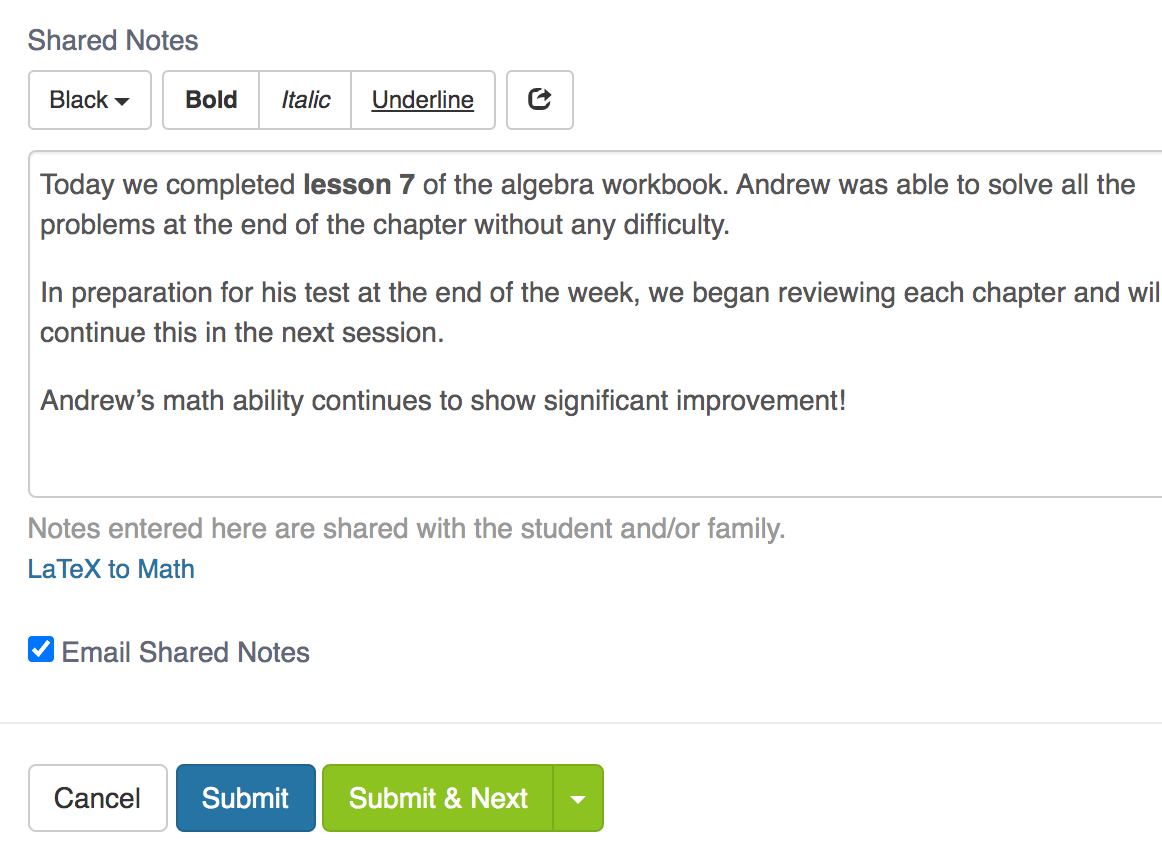 Shared Notes
Black
Bold
Italic
Underline
Today we completed lesson 7 of the algebra workbook. Andrew was able to solve all the
problems at the end of the chapter without any difficulty.
In preparation for his test at the end of the week, we began reviewing each chapter and wil
continue this in the next session.
Andrew’s math ability continues to show significant improvement!
Notes entered here are shared with the student and/or family.
LaTeX to Math
Email Shared Notes
Cancel
Submit
Submit & Next